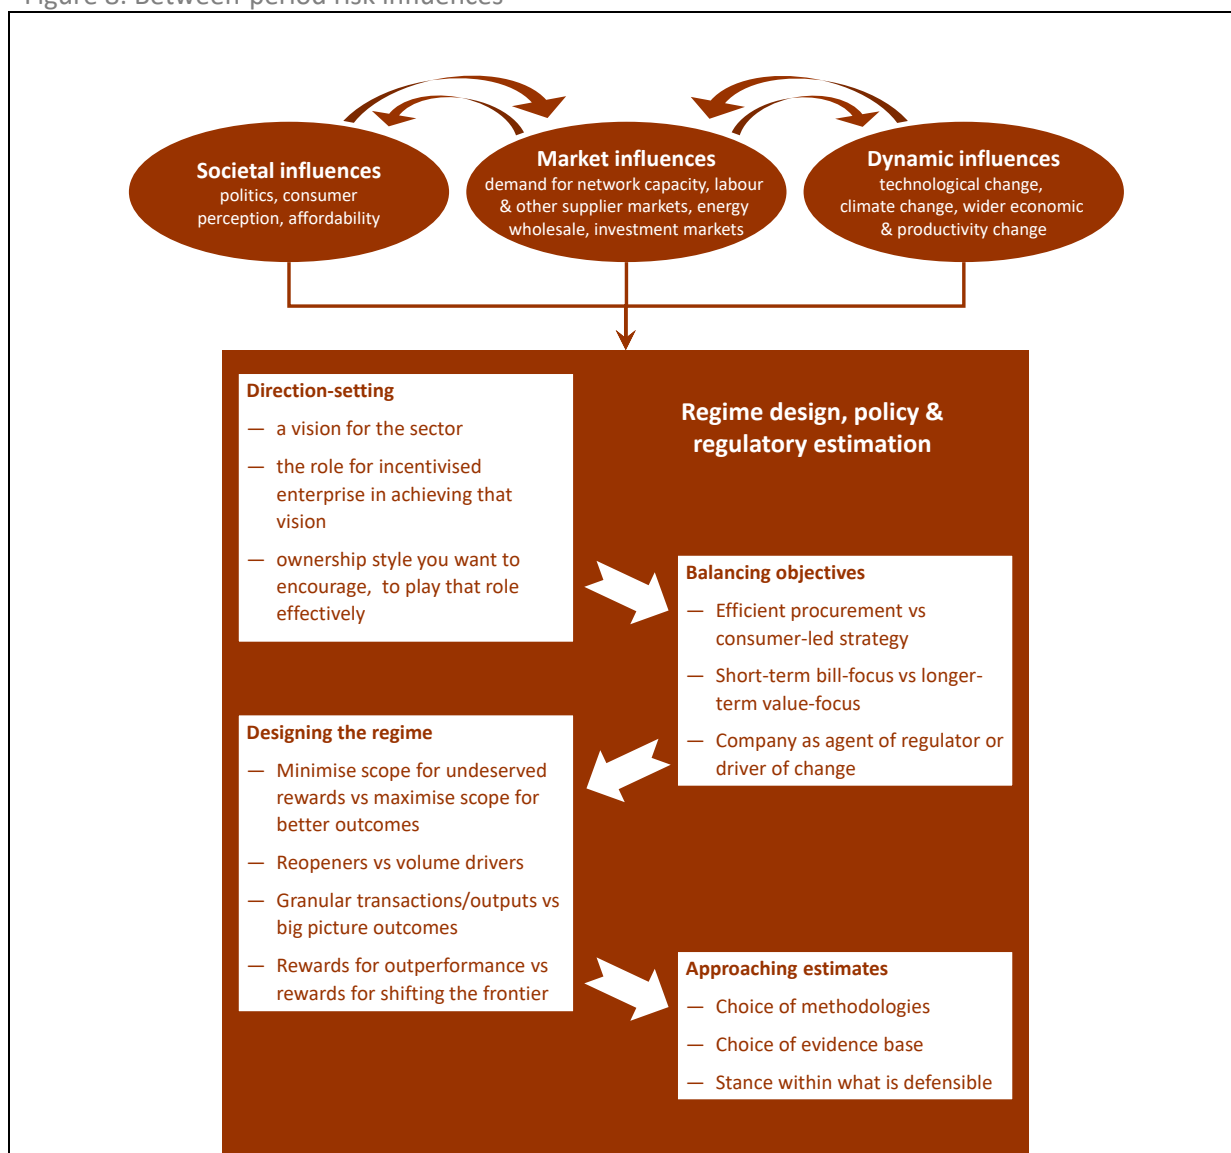 Figure 8: Between-period risk influences
Societal influences
politics, consumer
perception, affordability
Market influences
demand for network capacity, labour
& other supplier markets, energy
wholesale, investment markets
Dynamic influences
technological change,
climate change, wider economic
& productivity change
Direction-setting
— a vision for the sector
— the role for incentivised
enterprise in achieving that
vision
— ownership style you want to
encourage, to play that role
effectively
Regime design, policy &
regulatory estimation
Balancing objectives
— Efficient procurement vs
consumer-led strategy
— Short-term bill-focus vs longer-
term value-focus
— Company as agent of regulator or
driver of change
Designing the regime
— Minimise scope for undeserved
rewards vs maximise scope for
better outcomes
— Reopeners vs volume drivers
— Granular transactions/outputs vs
big picture outcomes
— Rewards for outperformance vs
rewards for shifting the frontier
Approaching estimates
— Choice of methodologies
— Choice of evidence base
— Stance within what is defensible